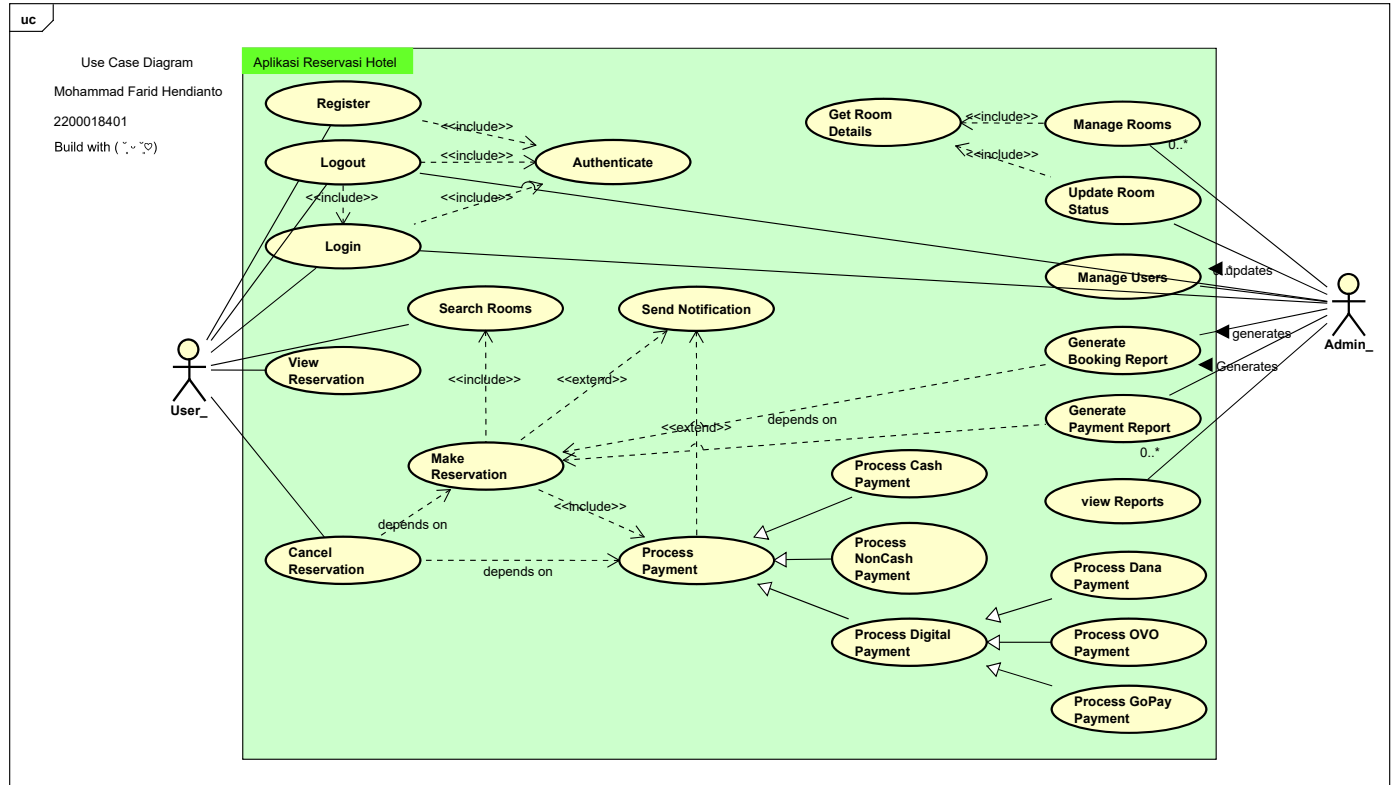 uc
Use Case Diagram
Mohammad Farid Hendianto
2200018401
Build with
Aplikasi Reservasi Hotel
Register
<<include>>
Logout
<<include>>
Authenticate
<<include>>
<<include>>
Login
Get Room
Details
<<include>>
Manage Rooms
0..*
<<include>>
Update Room
Status
Manage Users
updates
Search Rooms
Send Notification
View
Reservation
<<include>>
<<extend>>
Generate
Booking Report
generates
Generates
User_
Admin_
<<extend>>
depends on
Generate
Payment Report
0..*
Make
Reservation
<<include>>
depends on
Process Cash
Payment
view Reports
Cancel
Reservation
depends on
Process
Payment
Process
NonCash
Payment
Process Dana
Payment
Process Digital
Payment
Process OVO
Payment
Process GoPay
Payment